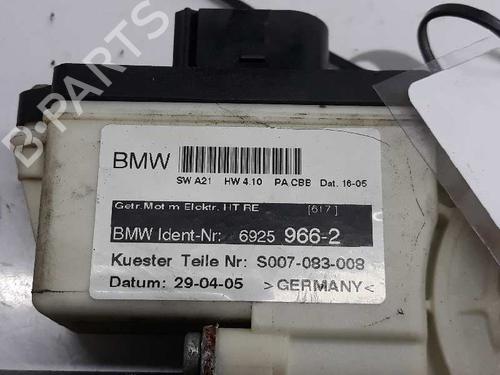 B-PARTS
BMW
SW A21 HW 4.10 PA CBB Dat. 16-05
Getr.Mot m Elektr. HT RE [617]
BMW Ident-Nr: 6925 966-2
Kuester Teile Nr: S007-083-008
Datum: 29-04-05 >GERMANY<